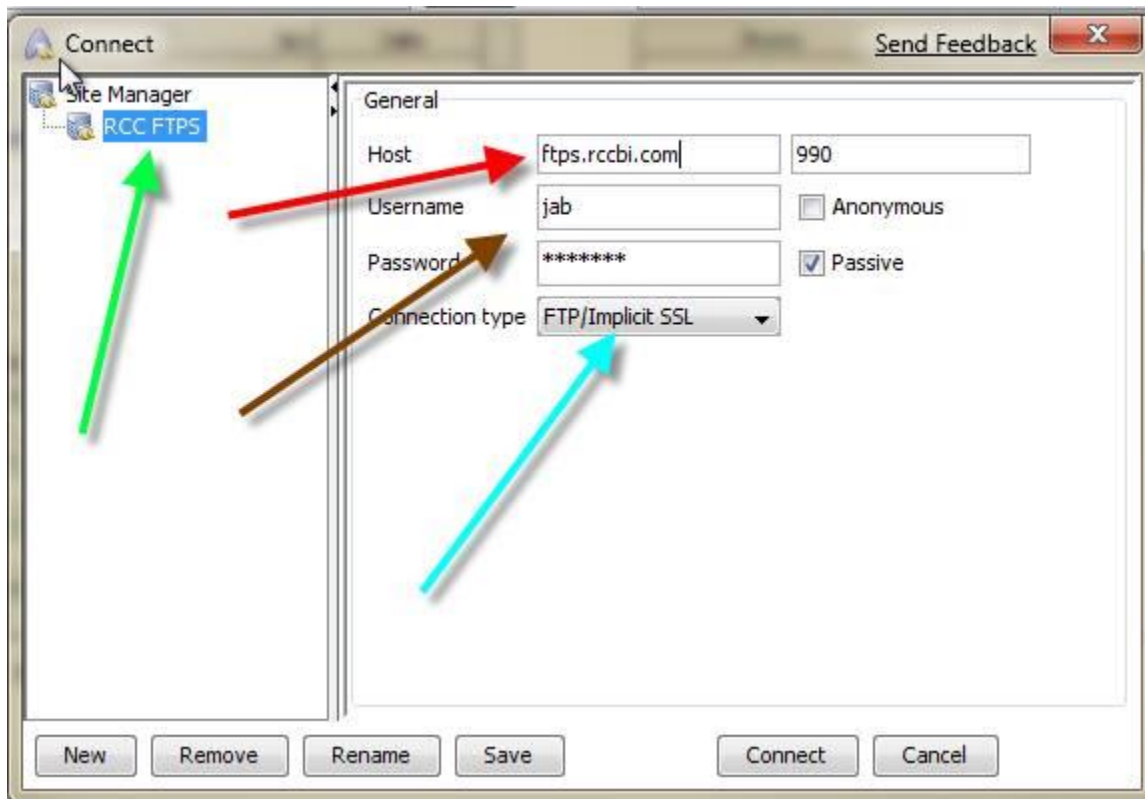 Connect Send Feedback
Site Manager
RCC FTPS
General
Host ftps.rccbi.com 990
Username jab Anonymous
Password ******* Passive
Connection type FTP/Implicit SSL
New Remove Rename Save Connect Cancel